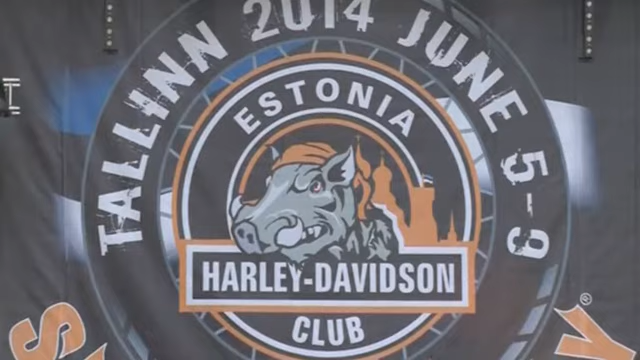 TALLINN 2014 JUNE 5-9
ESTONIA
HARLEY-DAVIDSON
CLUB
S
Y®